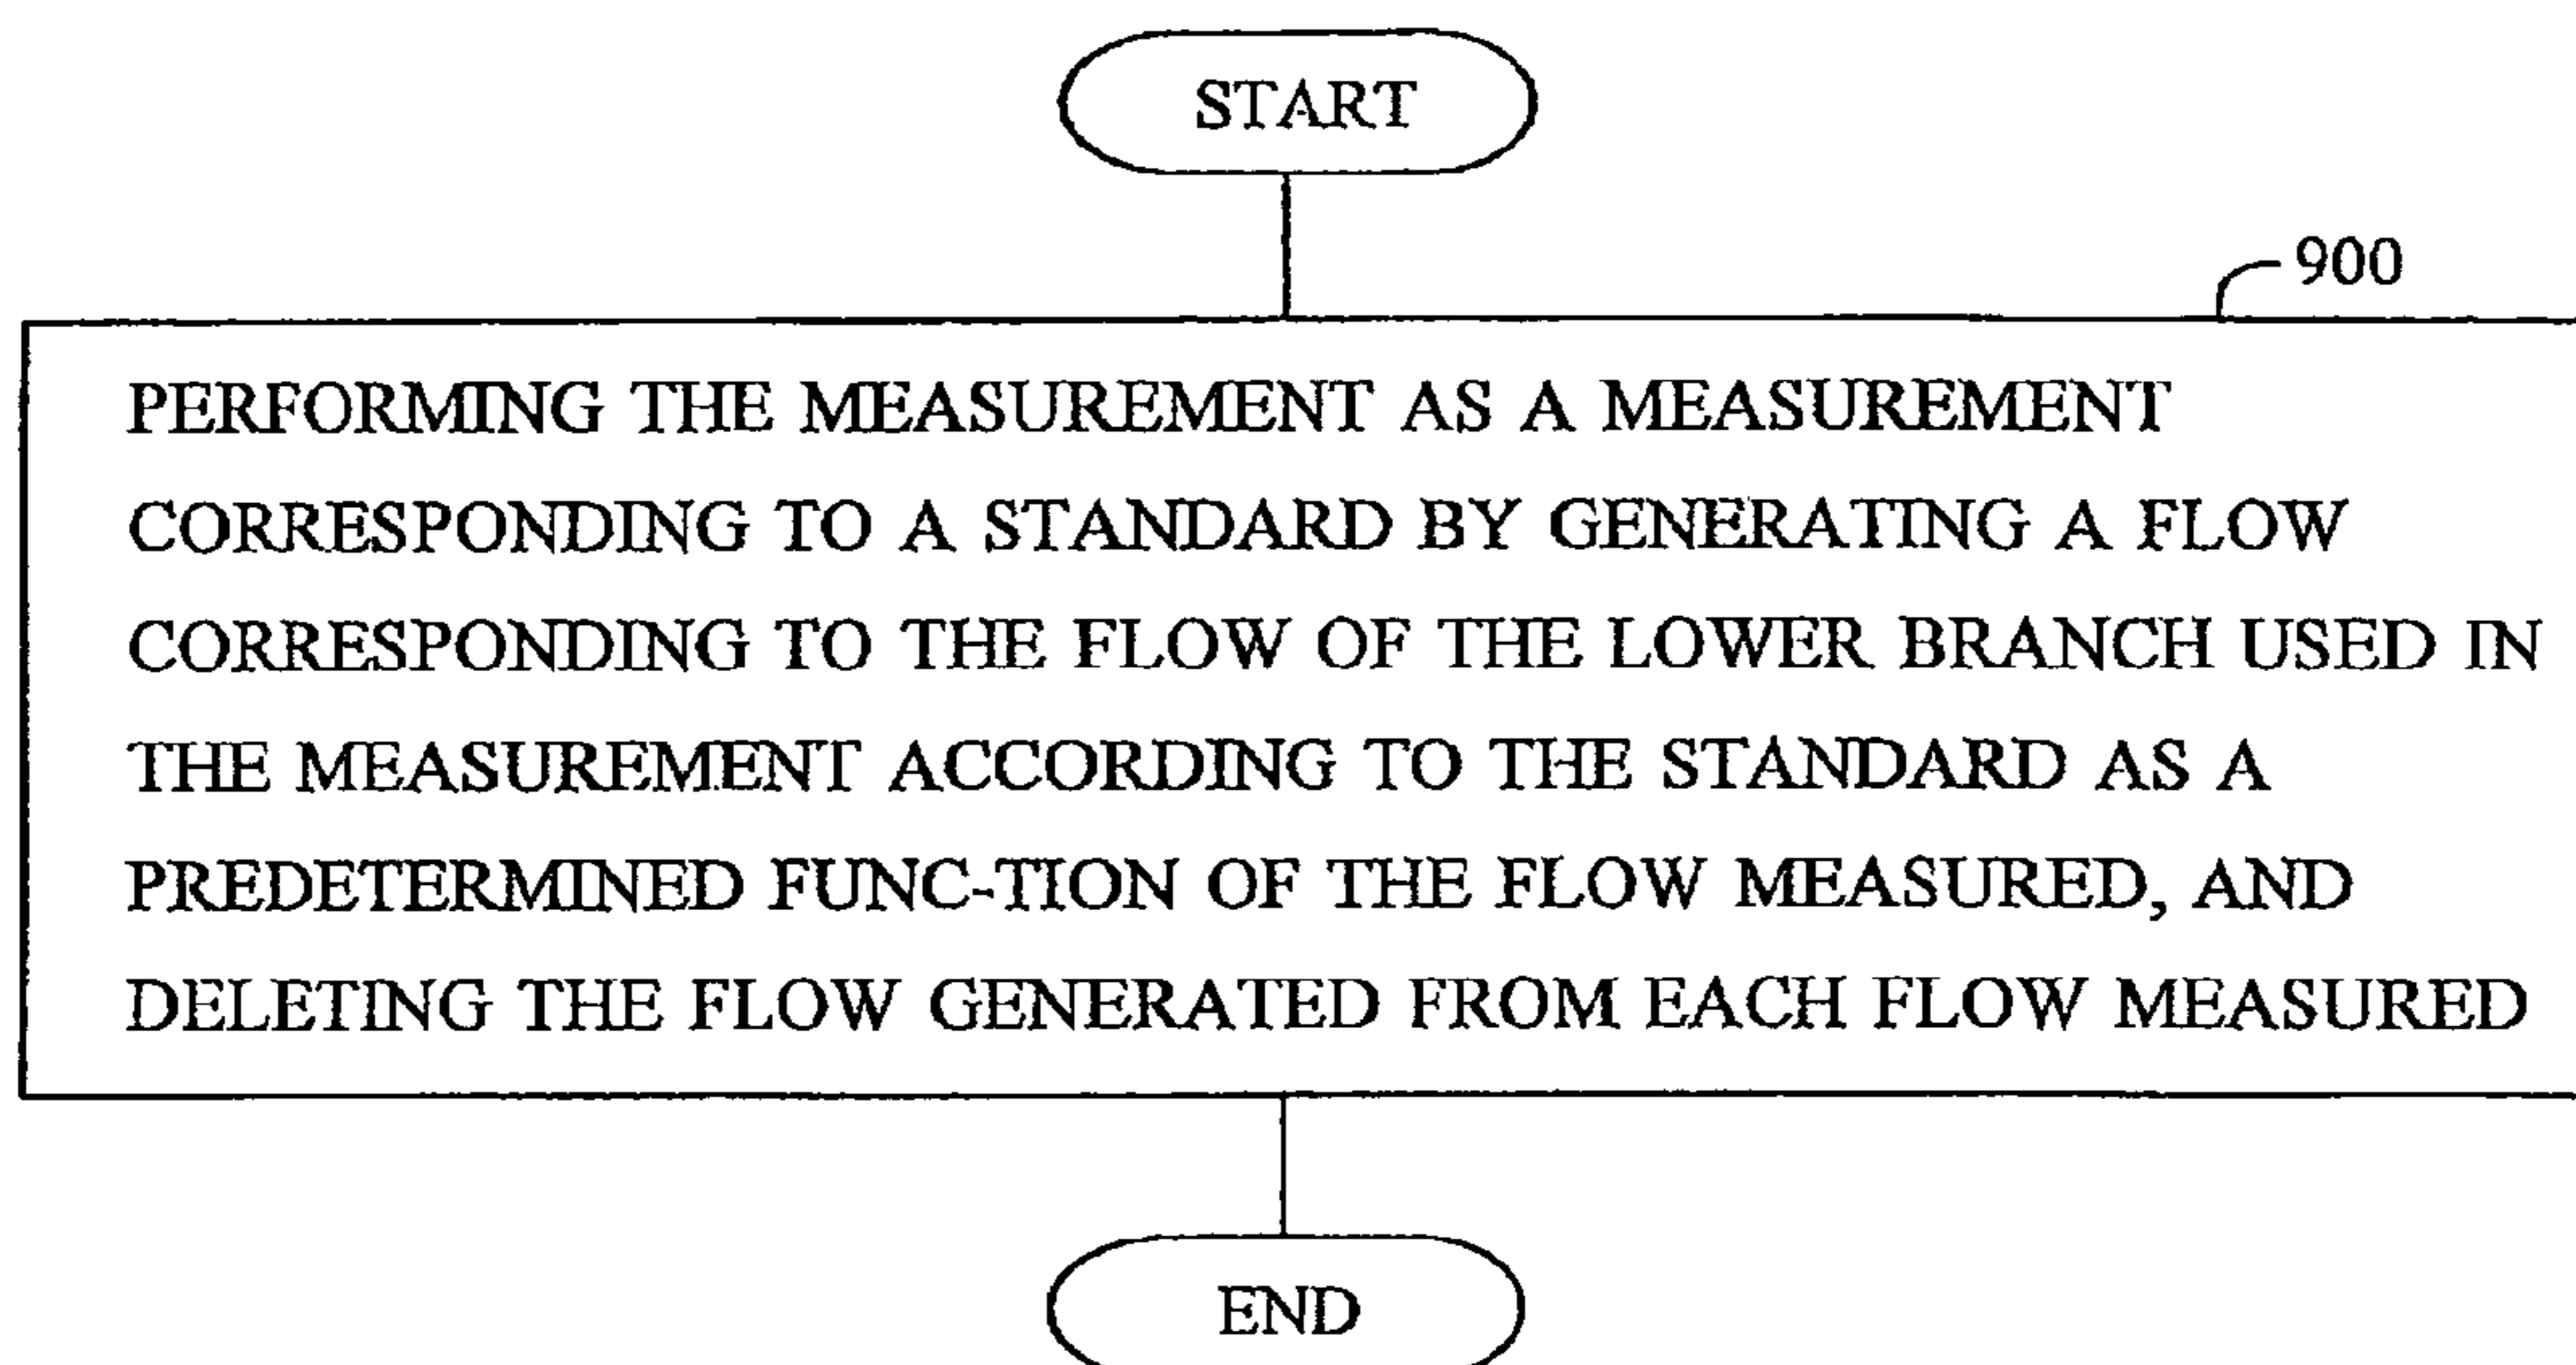 START
900
PERFORMING THE MEASUREMENT AS A MEASUREMENT
CORRESPONDING TO A STANDARD BY GENERATING A FLOW
CORRESPONDING TO THE FLOW OF THE LOWER BRANCH USED IN
THE MEASUREMENT ACCORDING TO THE STANDARD AS A
PREDETERMINED FUNC-TION OF THE FLOW MEASURED, AND
DELETING THE FLOW GENERATED FROM EACH FLOW MEASURED
END